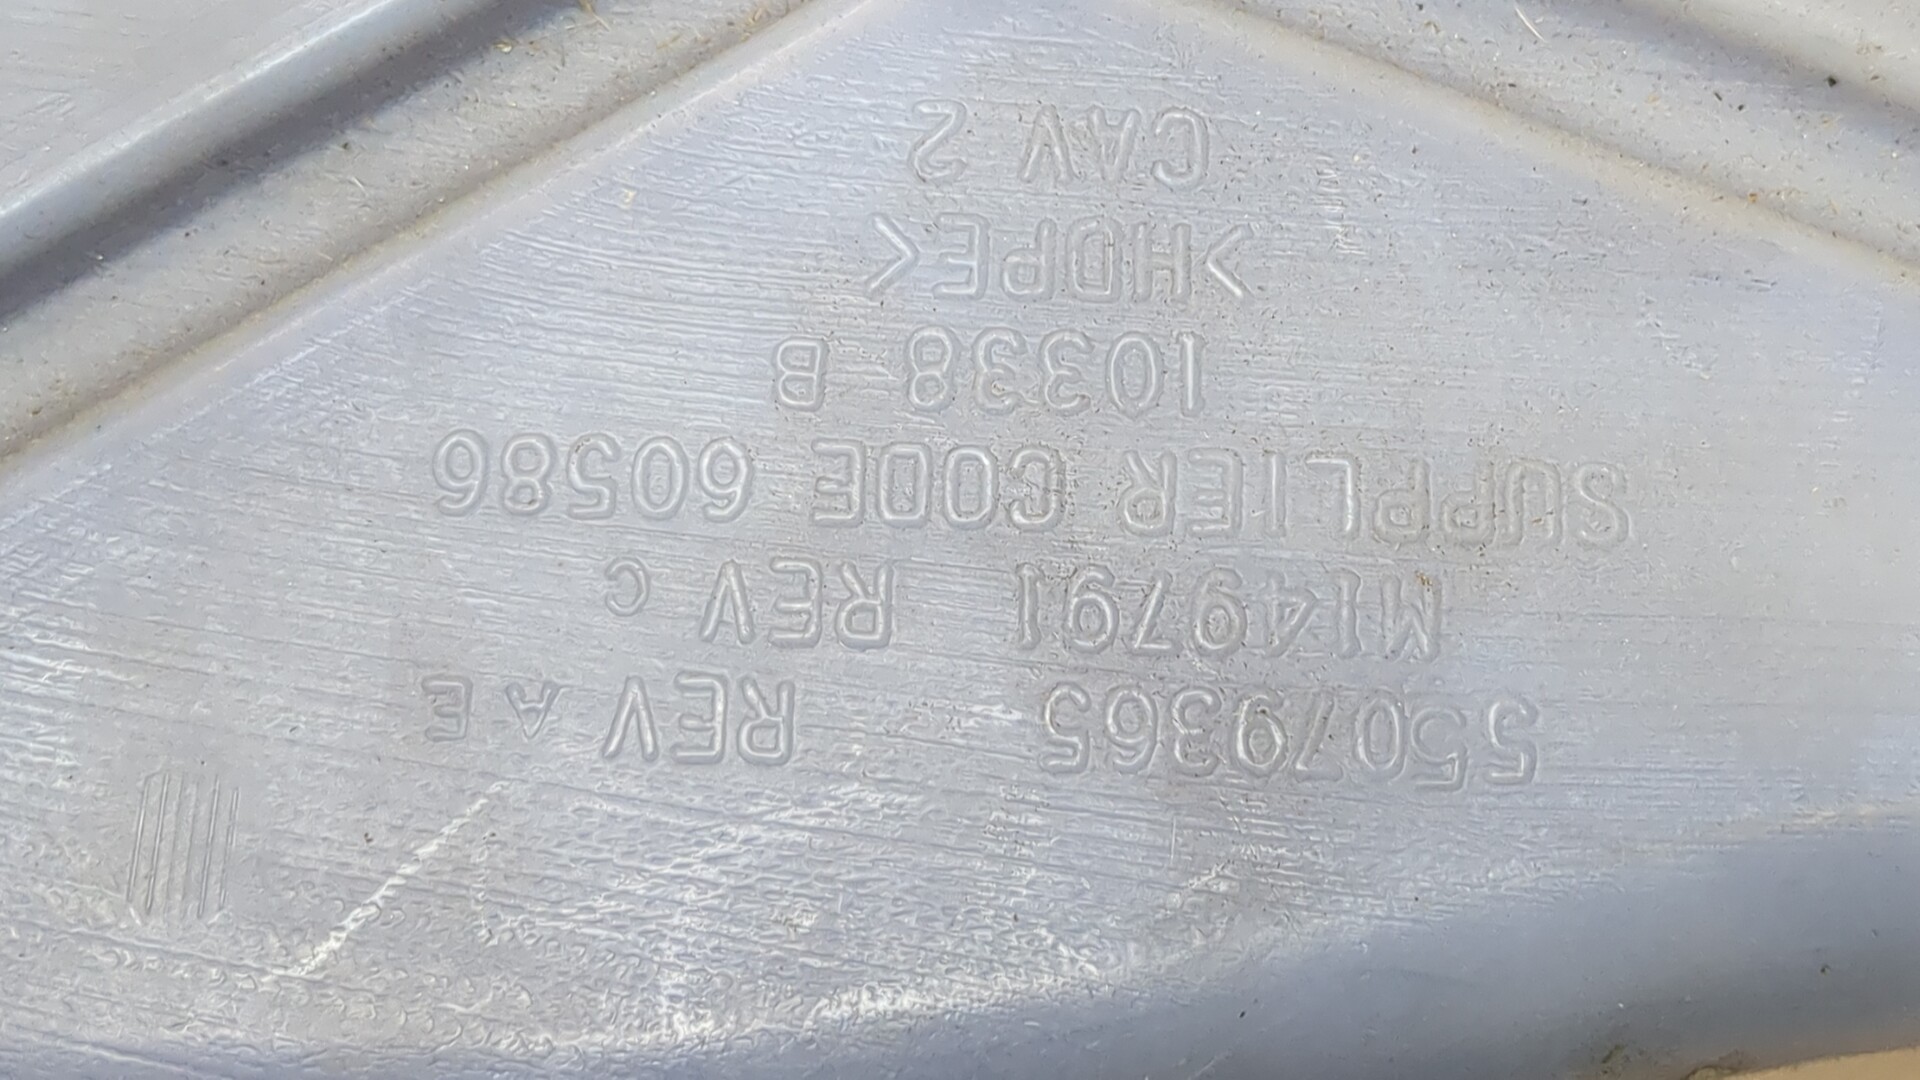 55079365 REV A E
M149791 REV C
SUPPLIER CODE 60586
10338 B
>HDPE<
CAV 2